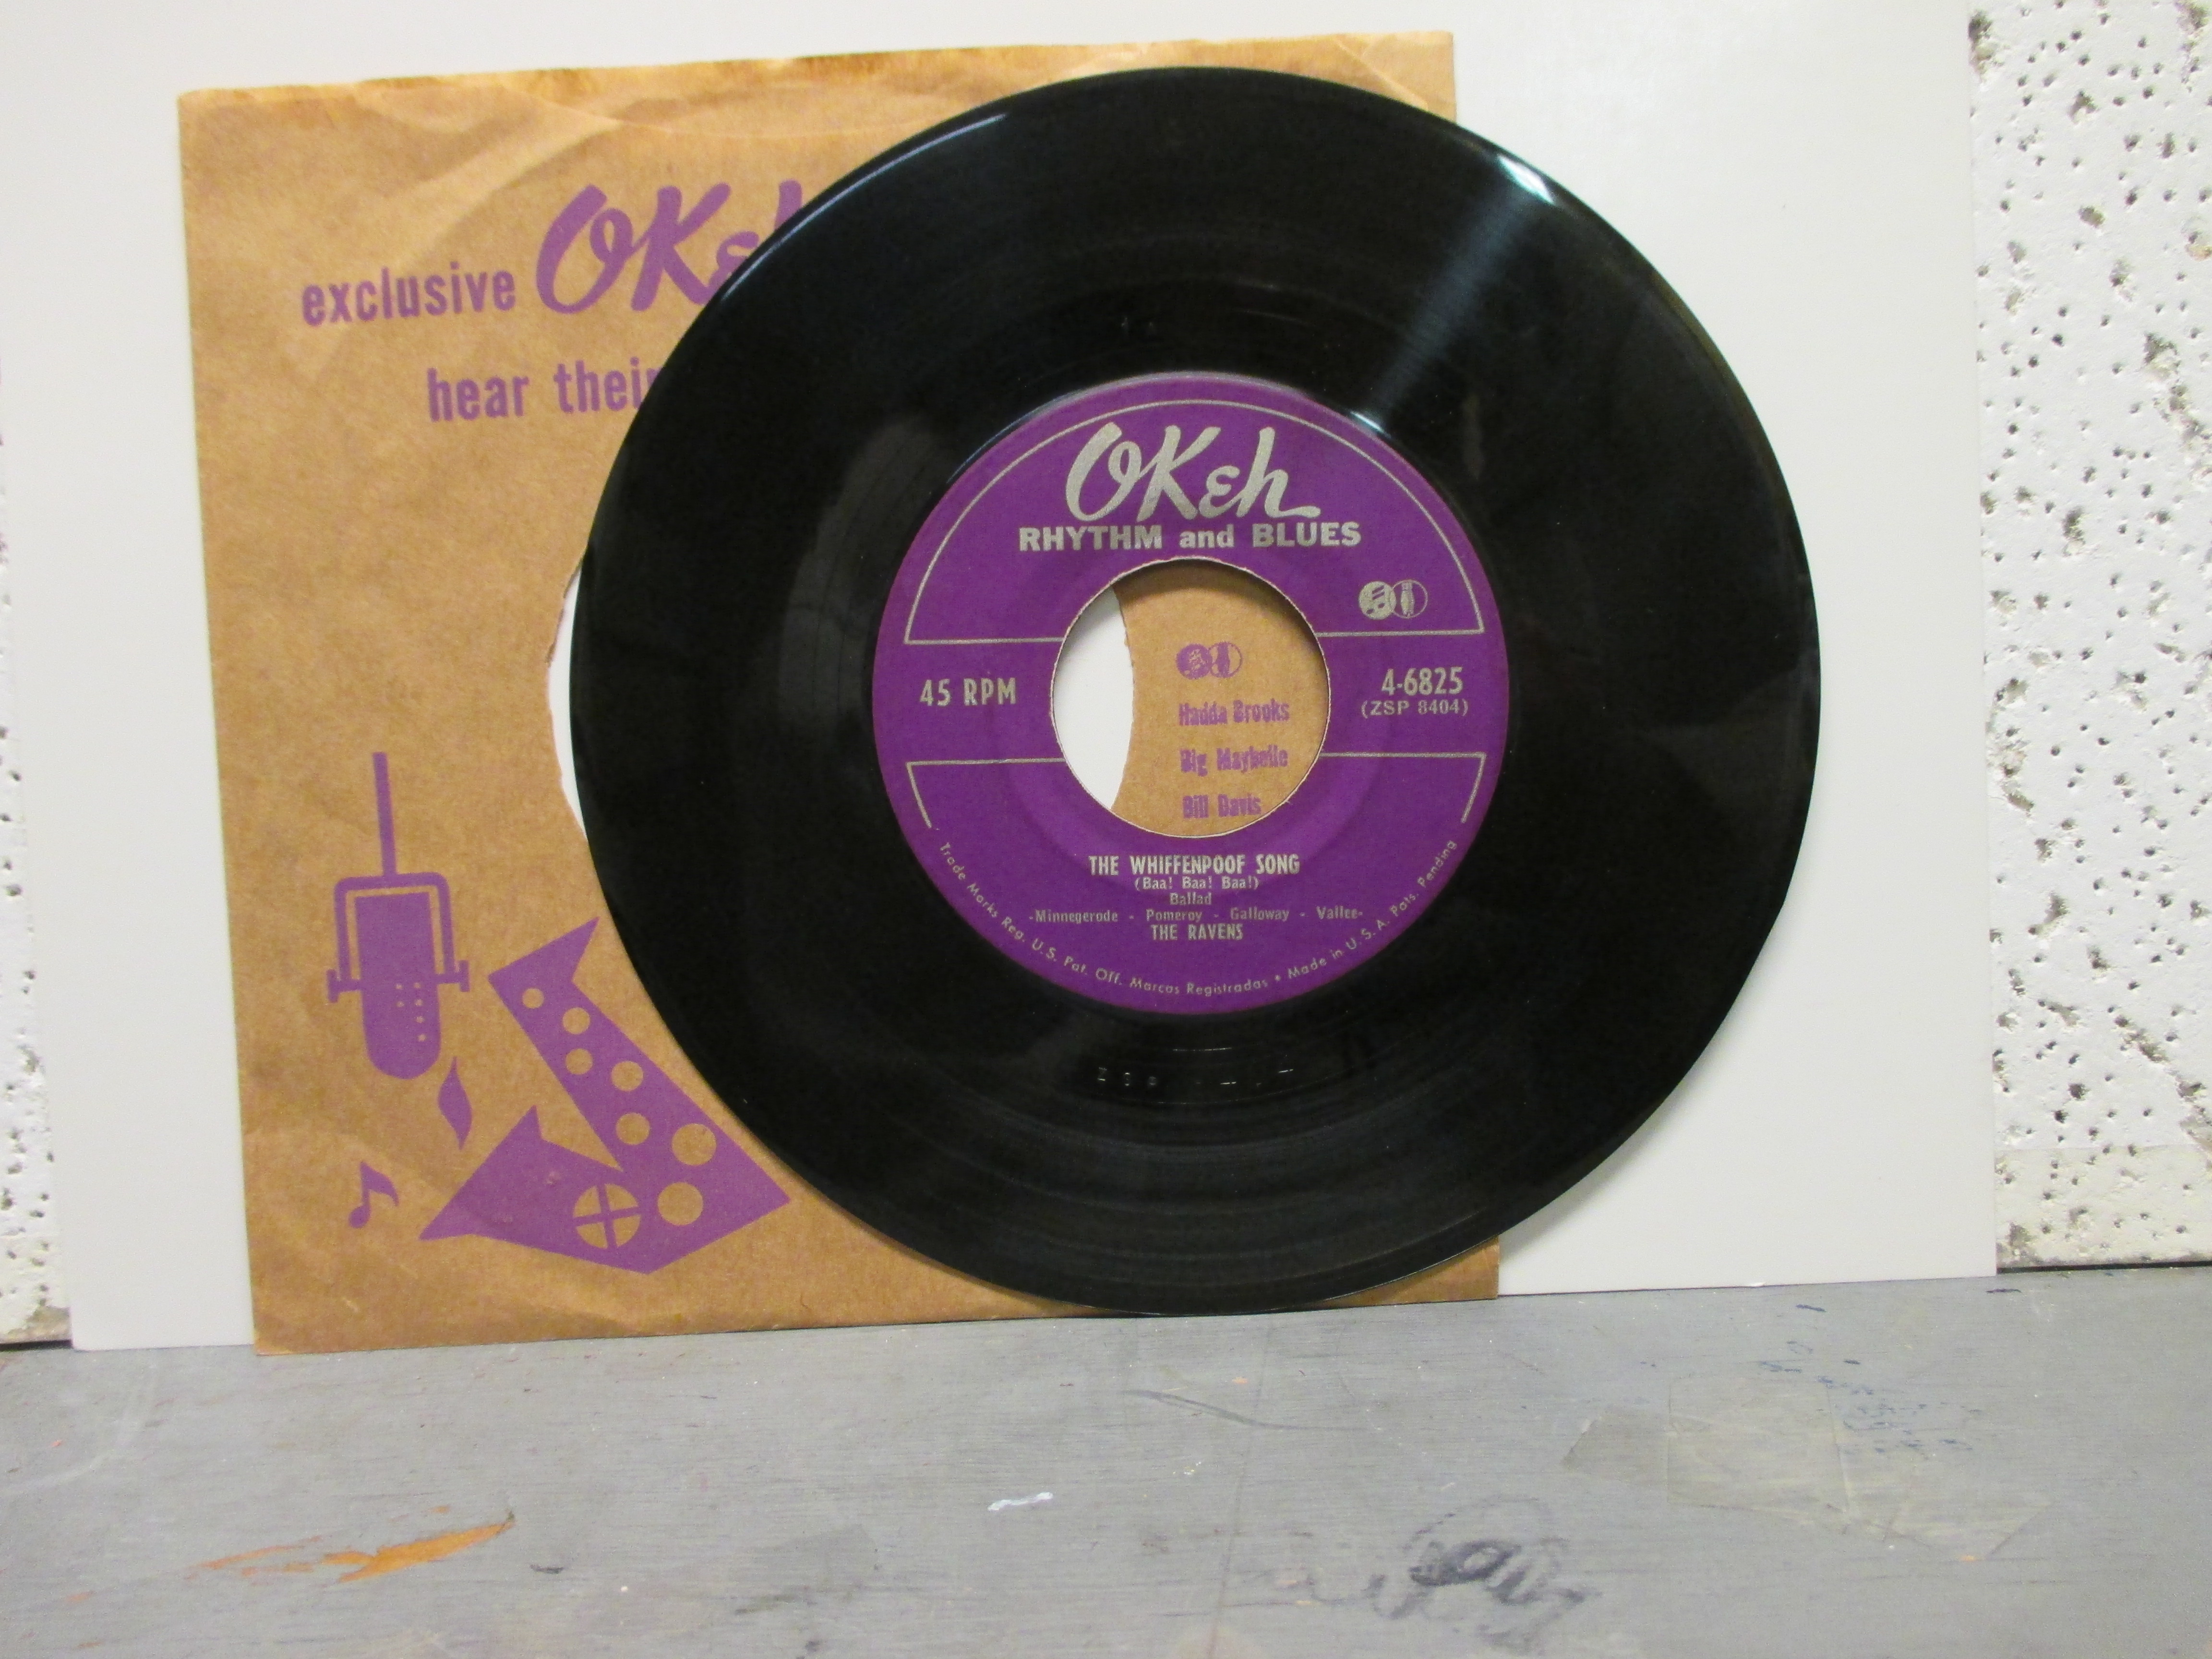 exclusive OKe
hear their
OKeh
RHYTHM and BLUES
45 RPM
4-6825
(ZSP 8404)
Hadda Brooks
Big Maybelle
Bill Davis
THE WHIFFENPOOF SONG
(Baa! Baa! Baa!)
Ballad
-Minnegerode - Pomeroy - Galloway - Vallee-
THE RAVENS
Trade Marks Reg. U. S. Pat. Off. Marcas Registradas • Made in U. S. A. Pats. Pending
ZSP